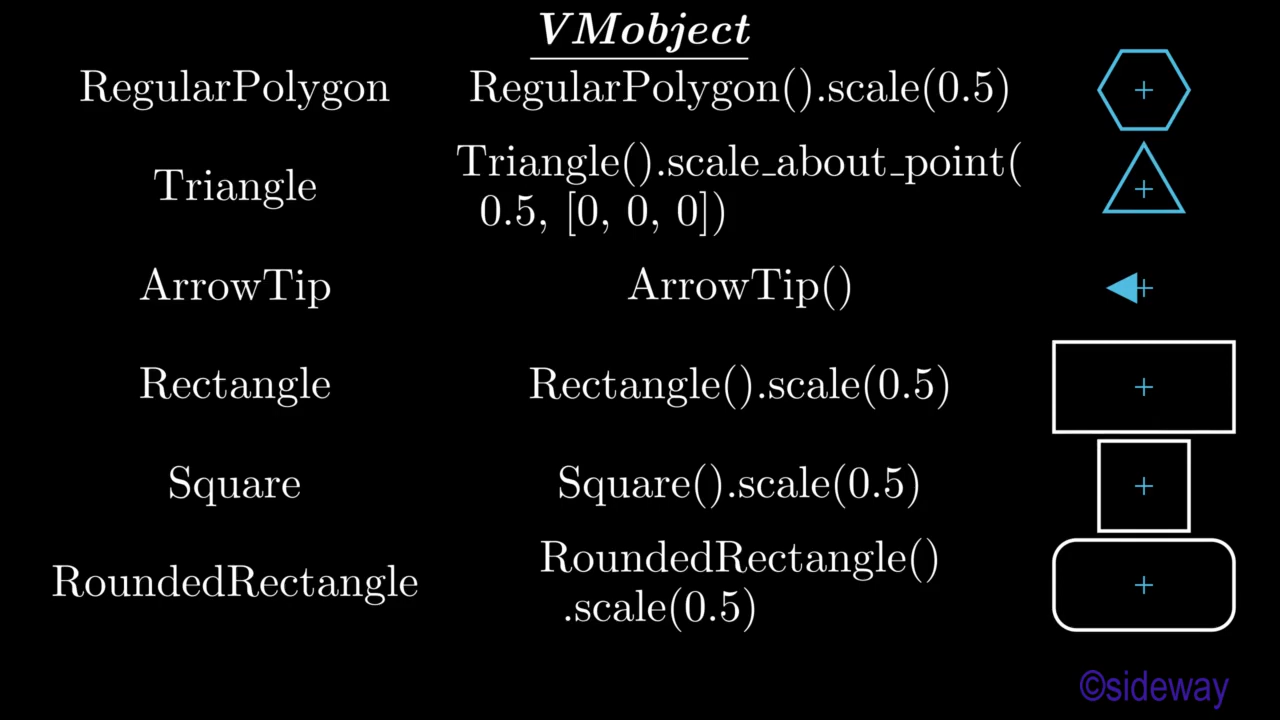 VMobject
RegularPolygon RegularPolygon().scale(0.5)
Triangle Triangle().scale_about_point(
0.5, [0, 0, 0])
ArrowTip ArrowTip()
Rectangle Rectangle().scale(0.5)
Square Square().scale(0.5)
RoundedRectangle RoundedRectangle()
.scale(0.5)
©sideway